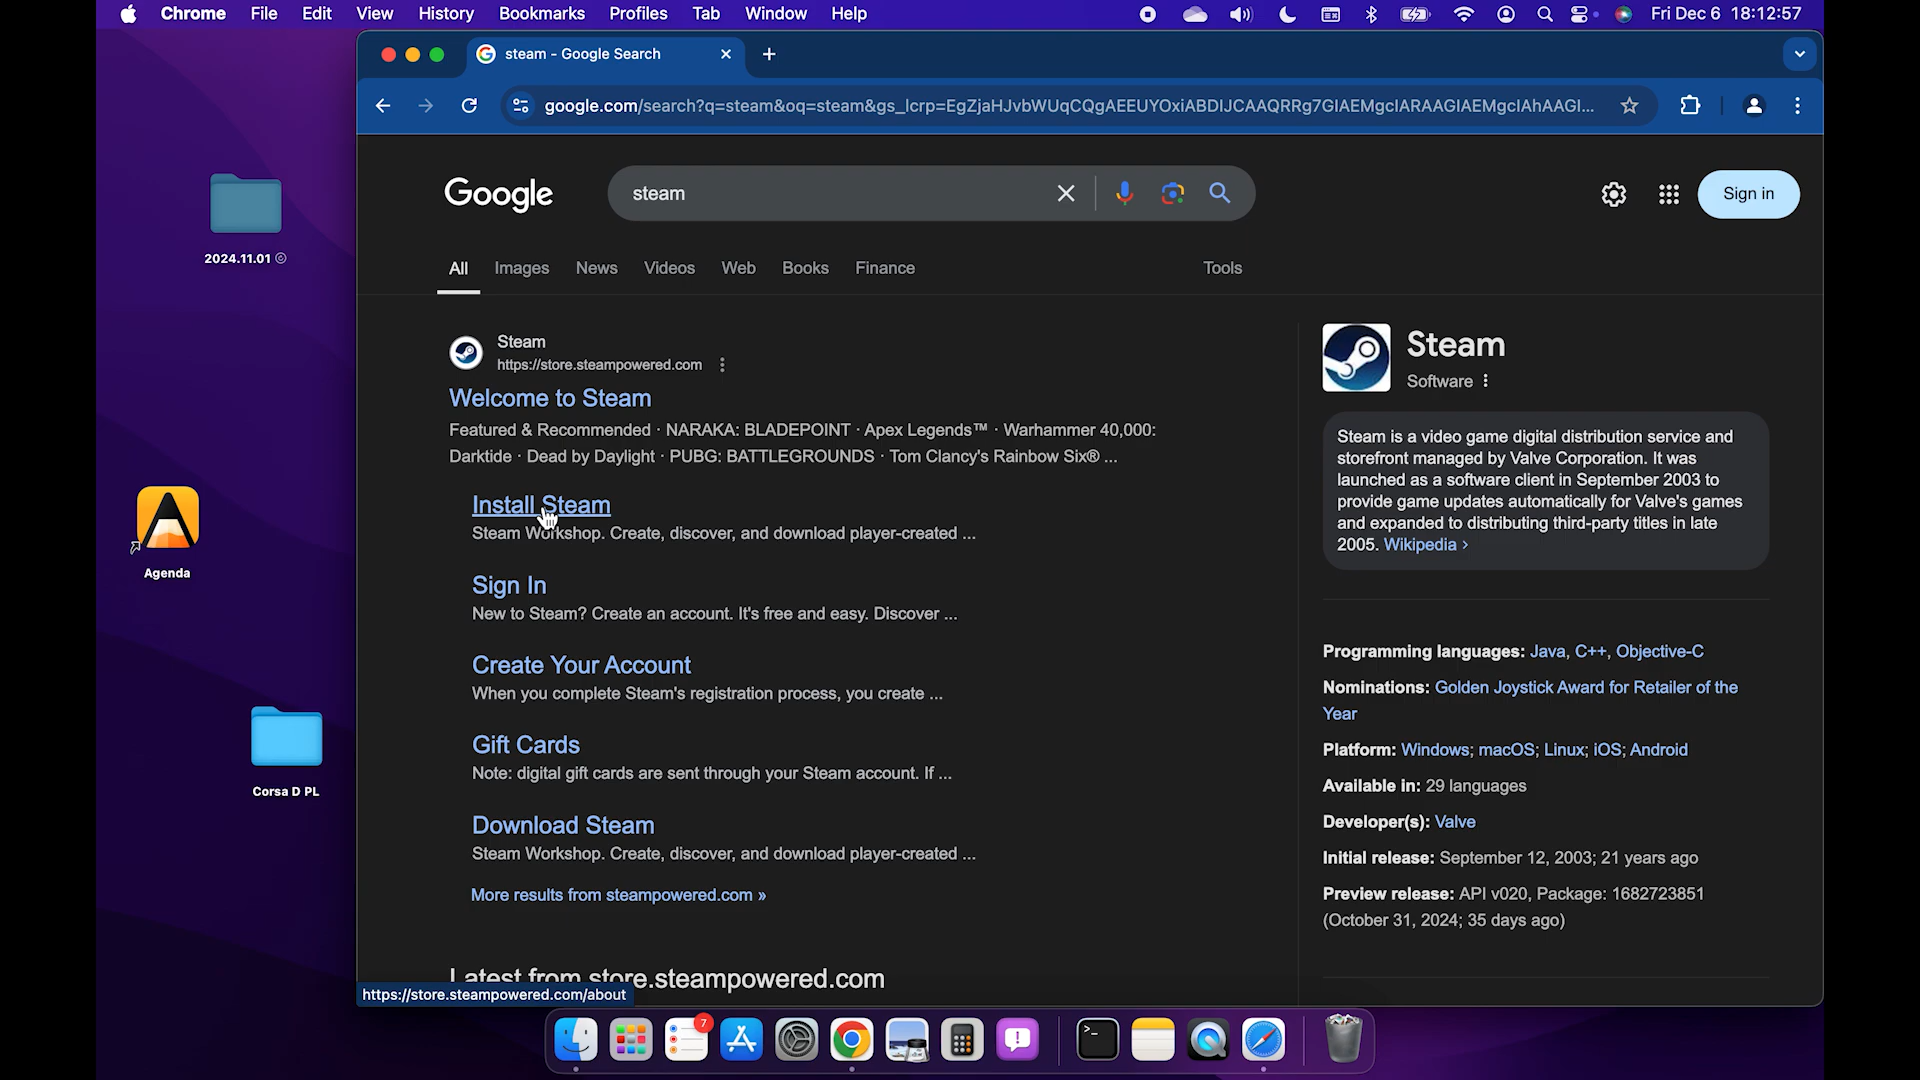 Chrome File Edit View History Bookmarks Profiles Tab Window Help Fri Dec 6 18:12:57
steam - Google Search
google.com/search?q=steam&oq=steam&gs_lcrp=EgZjaHJvbWUqCQgAEEUYOxiABDIJCAAQRRg7GIAEMgcIARAAGIAEMgcIAhAAGI...
Google steam Sign in
All Images News Videos Web Books Finance Tools
Steam
https://store.steampowered.com
Welcome to Steam
Featured & Recommended · NARAKA: BLADEPOINT · Apex Legends™ · Warhammer 40,000:
Darktide · Dead by Daylight · PUBG: BATTLEGROUNDS · Tom Clancy's Rainbow Six® ...
Install Steam
Steam Workshop. Create, discover, and download player-created ...
Sign In
New to Steam? Create an account. It's free and easy. Discover ...
Create Your Account
When you complete Steam's registration process, you create ...
Gift Cards
Note: digital gift cards are sent through your Steam account. If ...
Download Steam
Steam Workshop. Create, discover, and download player-created ...
More results from steampowered.com »
Latest from store.steampowered.com
https://store.steampowered.com/about
Steam
Software
Steam is a video game digital distribution service and
storefront managed by Valve Corporation. It was
launched as a software client in September 2003 to
provide game updates automatically for Valve's games
and expanded to distributing third-party titles in late
2005. Wikipedia ›
Programming languages: Java, C++, Objective-C
Nominations: Golden Joystick Award for Retailer of the
Year
Platform: Windows; macOS; Linux; iOS; Android
Available in: 29 languages
Developer(s): Valve
Initial release: September 12, 2003; 21 years ago
Preview release: API v020, Package: 1682723851
(October 31, 2024; 35 days ago)
2024.11.01
Agenda
Corsa D PL
7